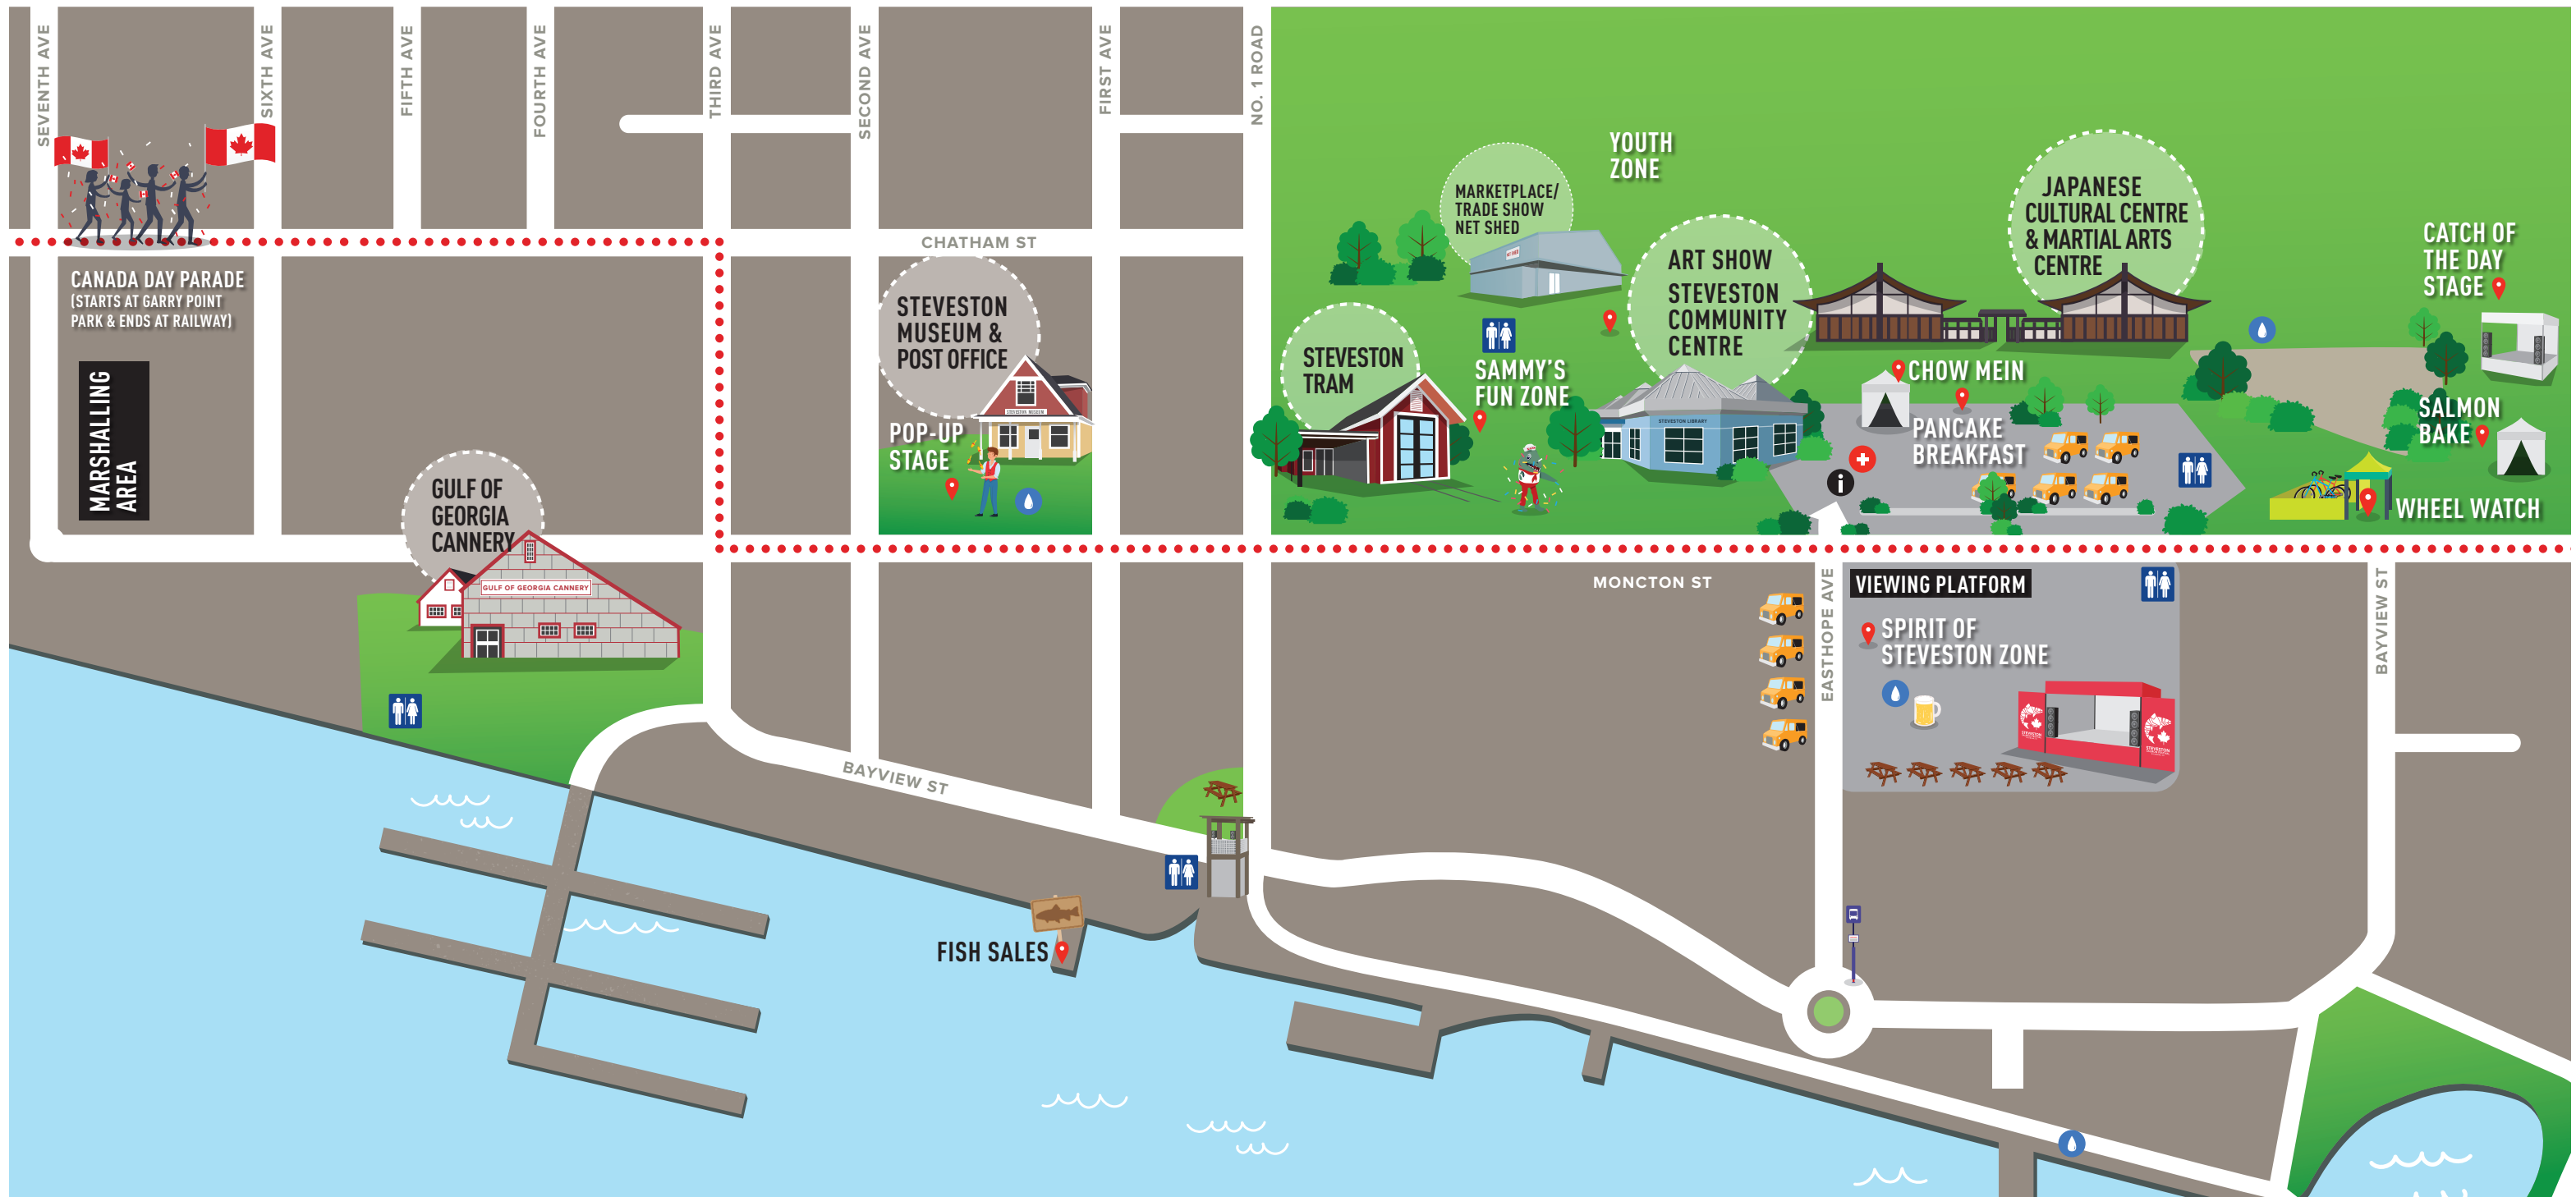 SEVENTH AVE
SIXTH AVE
FIFTH AVE
FOURTH AVE
THIRD AVE
SECOND AVE
FIRST AVE
NO. 1 ROAD
CHATHAM ST
CANADA DAY PARADE
(STARTS AT GARRY POINT
PARK & ENDS AT RAILWAY)
MARSHALLING
AREA
GULF OF
GEORGIA
CANNERY
GULF OF GEORGIA CANNERY
STEVESTON
MUSEUM &
POST OFFICE
STEVESTON MUSEUM
POP-UP
STAGE
YOUTH
ZONE
MARKETPLACE/
TRADE SHOW
NET SHED
STEVESTON
TRAM
SAMMY'S
FUN ZONE
ART SHOW
STEVESTON
COMMUNITY
CENTRE
STEVESTON LIBRARY
JAPANESE
CULTURAL CENTRE
& MARTIAL ARTS
CENTRE
CHOW MEIN
PANCAKE
BREAKFAST
i
CATCH OF
THE DAY
STAGE
SALMON
BAKE
WHEEL WATCH
MONCTON ST
EASTHOPE AVE
VIEWING PLATFORM
SPIRIT OF
STEVESTON ZONE
BAYVIEW ST
BAYVIEW ST
FISH SALES